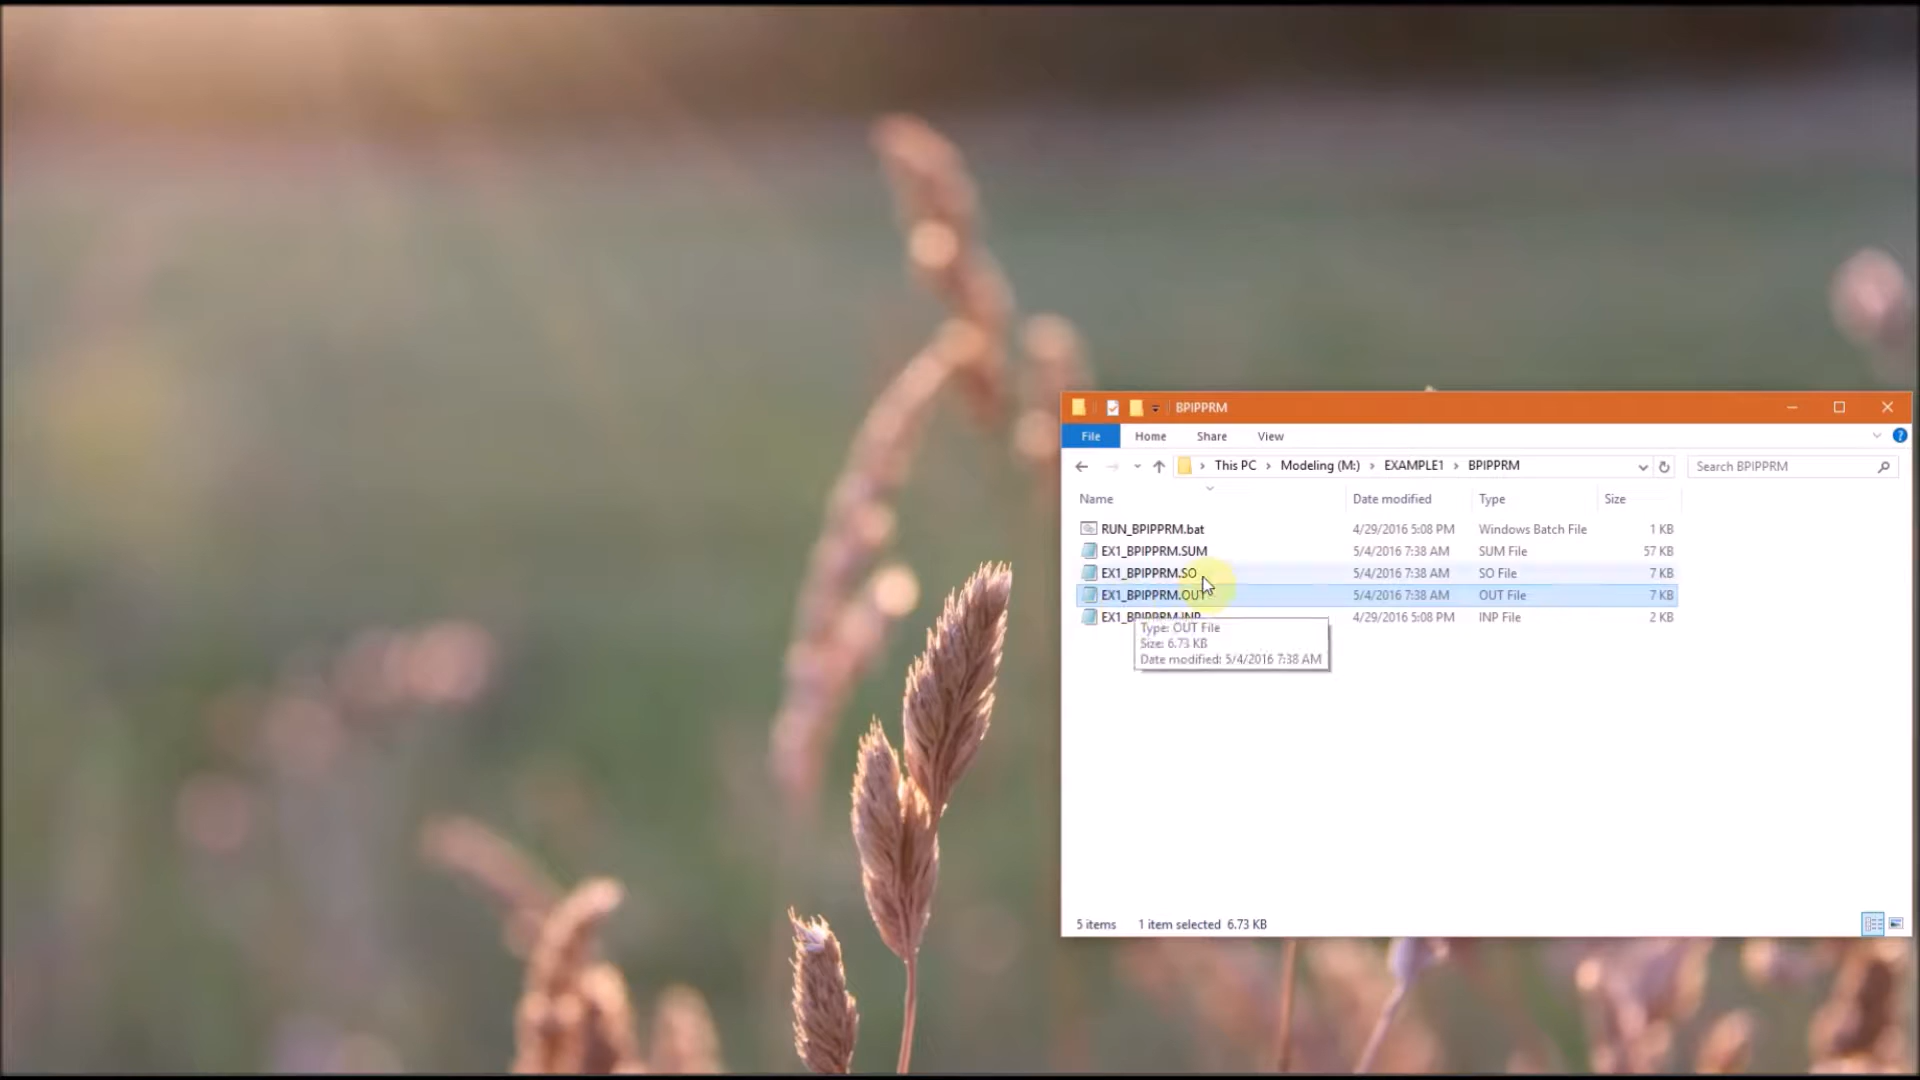 BPIPPRM
File Home Share View
This PC Modeling (M:) EXAMPLE1 BPIPPRM Search BPIPPRM
Name Date modified Type Size
RUN_BPIPPRM.bat 4/29/2016 5:08 PM Windows Batch File 1 KB
EX1_BPIPPRM.SUM 5/4/2016 7:38 AM SUM File 57 KB
EX1_BPIPPRM.SO 5/4/2016 7:38 AM SO File 7 KB
EX1_BPIPPRM.OUT 5/4/2016 7:38 AM OUT File 7 KB
EX1_BPIPPRM.INP 4/29/2016 5:08 PM INP File 2 KB
Type: OUT File
Size: 6.73 KB
Date modified: 5/4/2016 7:38 AM
5 items 1 item selected 6.73 KB